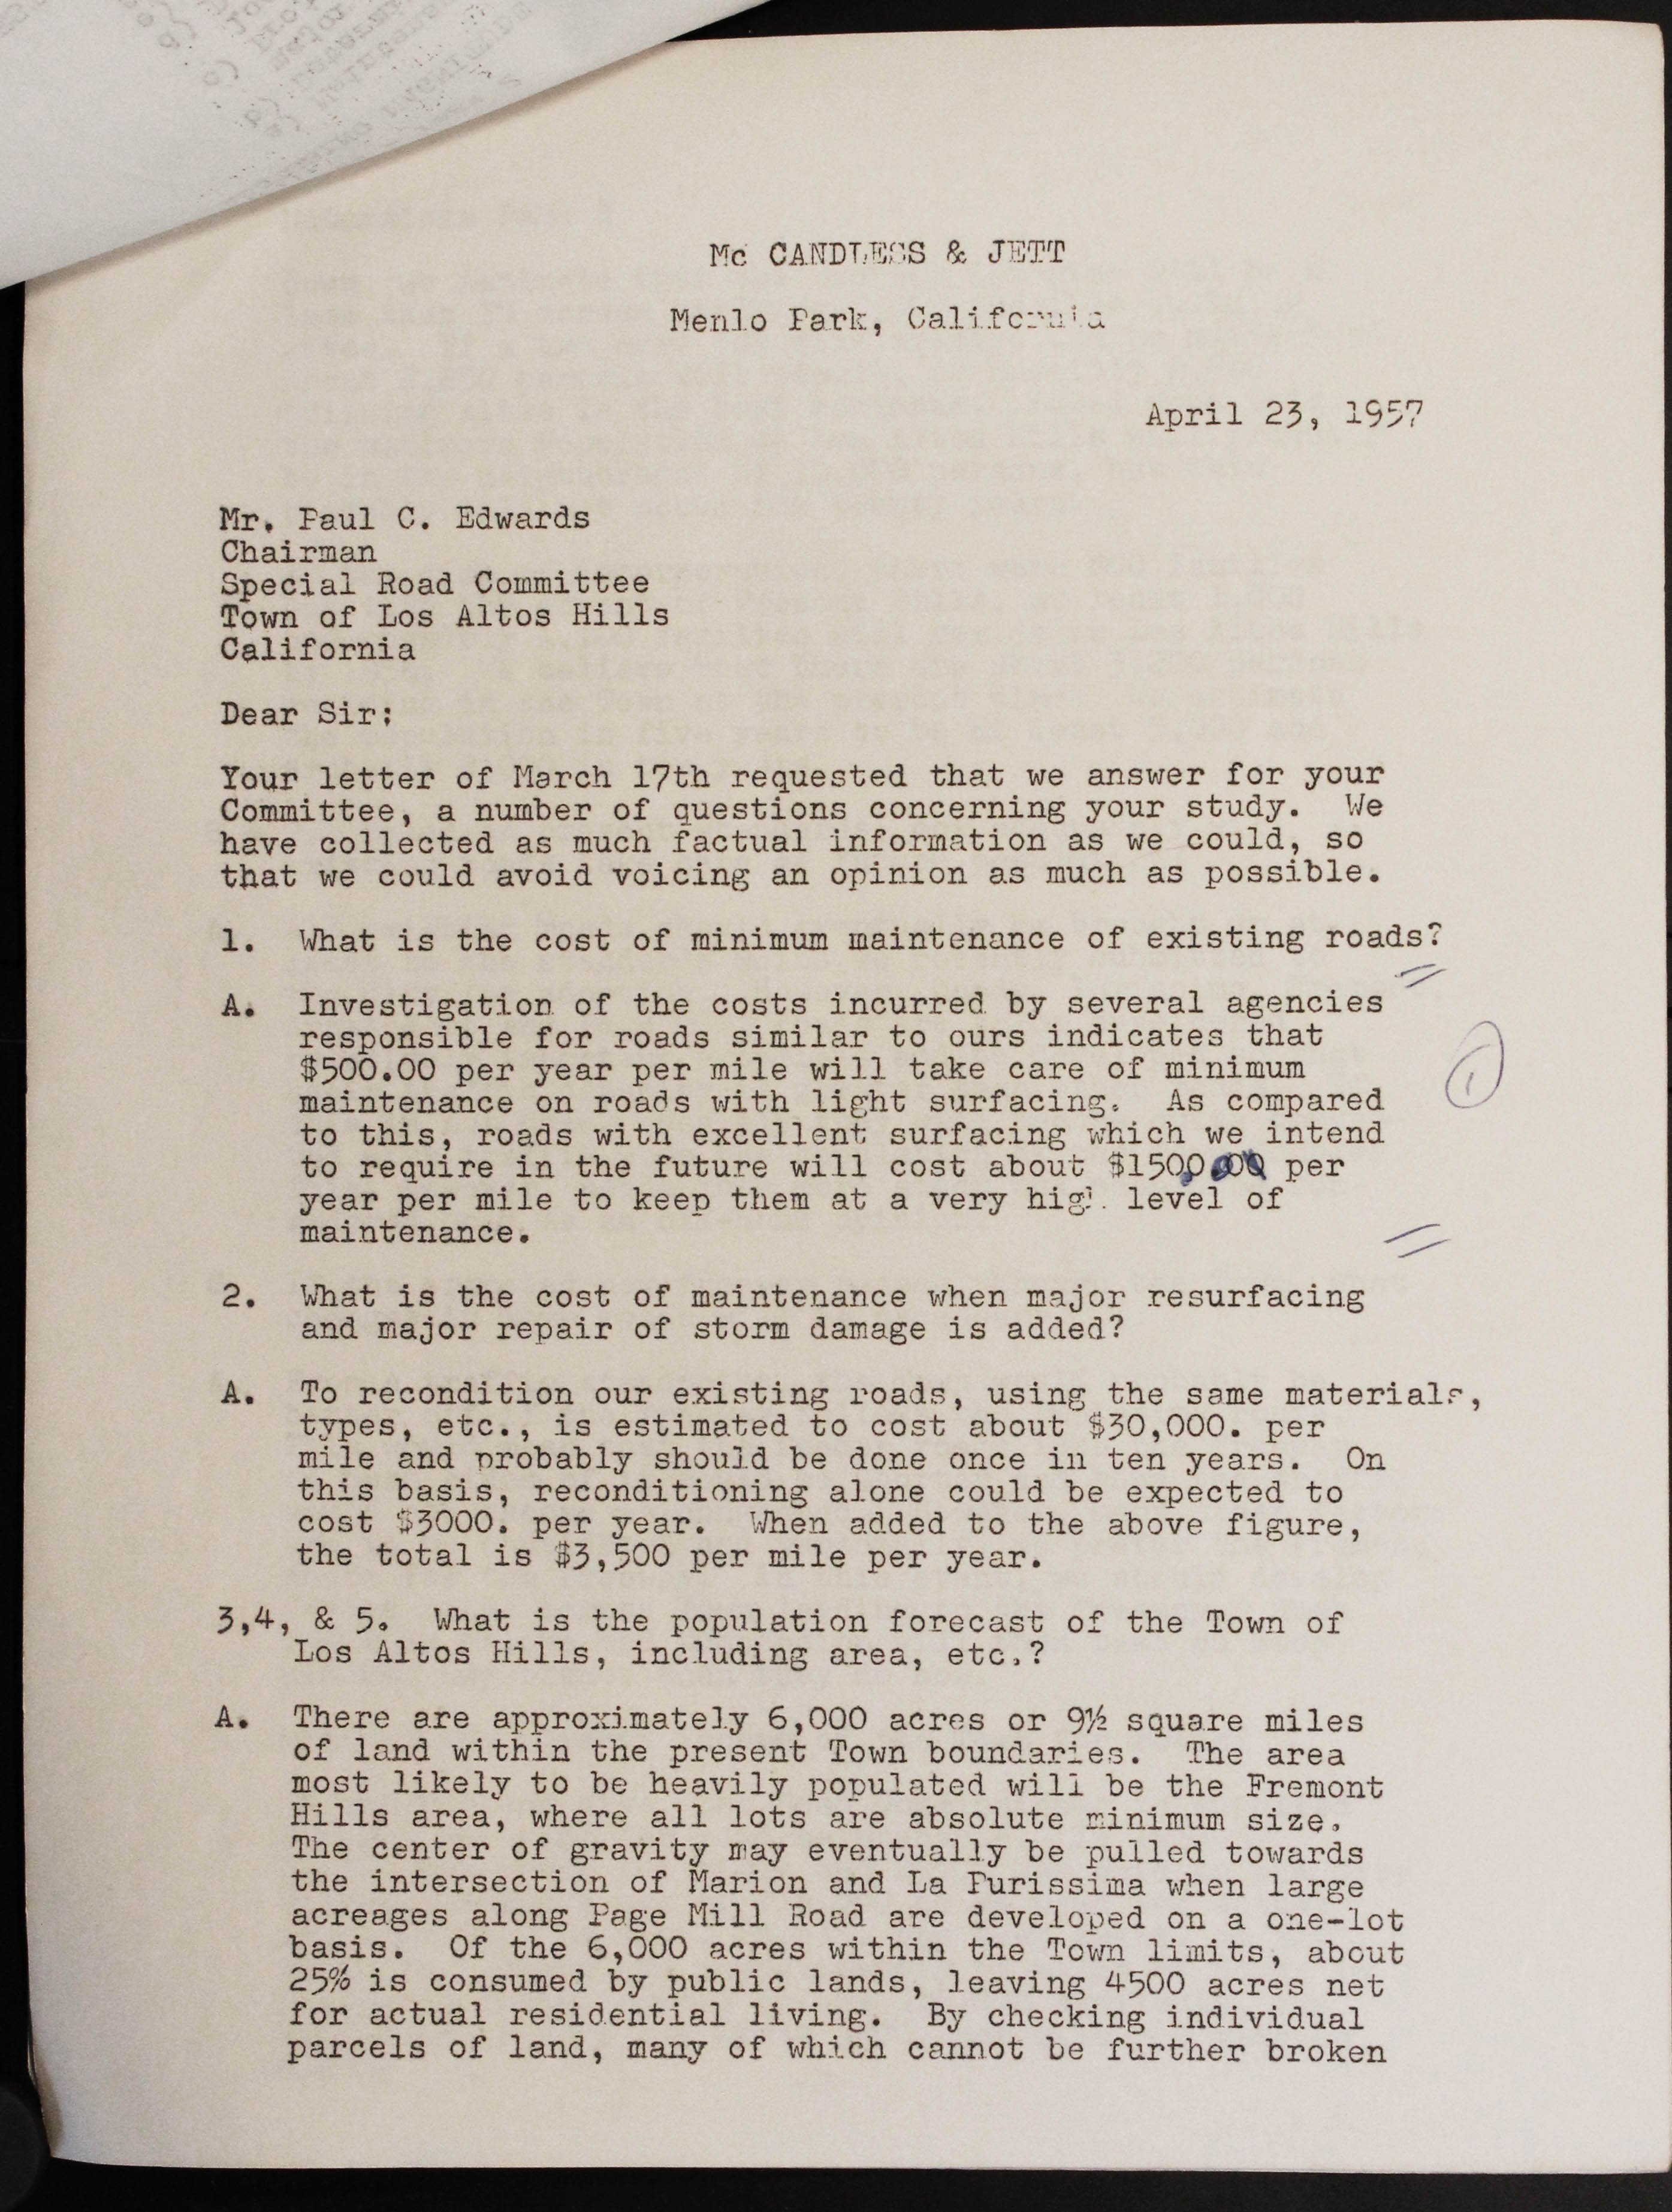 Mc CANDLESS & JETT
Menlo Park, California
April 23, 1957
Mr. Paul C. Edwards
Chairman
Special Road Committee
Town of Los Altos Hills
California
Dear Sir:
Your letter of March 17th requested that we answer for your
Committee, a number of questions concerning your study. We
have collected as much factual information as we could, so
that we could avoid voicing an opinion as much as possible.
1. What is the cost of minimum maintenance of existing roads?
A. Investigation of the costs incurred by several agencies
responsible for roads similar to ours indicates that
$500.00 per year per mile will take care of minimum
maintenance on roads with light surfacing. As compared
to this, roads with excellent surfacing which we intend
to require in the future will cost about $1500.00 per
year per mile to keep them at a very high level of
maintenance.
1
2. What is the cost of maintenance when major resurfacing
and major repair of storm damage is added?
A. To recondition our existing roads, using the same materials,
types, etc., is estimated to cost about $30,000. per
mile and probably should be done once in ten years. On
this basis, reconditioning alone could be expected to
cost $3000. per year. When added to the above figure,
the total is $3,500 per mile per year.
3,4, & 5. What is the population forecast of the Town of
Los Altos Hills, including area, etc.?
A. There are approximately 6,000 acres or 9½ square miles
of land within the present Town boundaries. The area
most likely to be heavily populated will be the Fremont
Hills area, where all lots are absolute minimum size.
The center of gravity may eventually be pulled towards
the intersection of Marion and La Purissima when large
acreages along Page Mill Road are developed on a one-lot
basis. Of the 6,000 acres within the Town limits, about
25% is consumed by public lands, leaving 4500 acres net
for actual residential living. By checking individual
parcels of land, many of which cannot be further broken